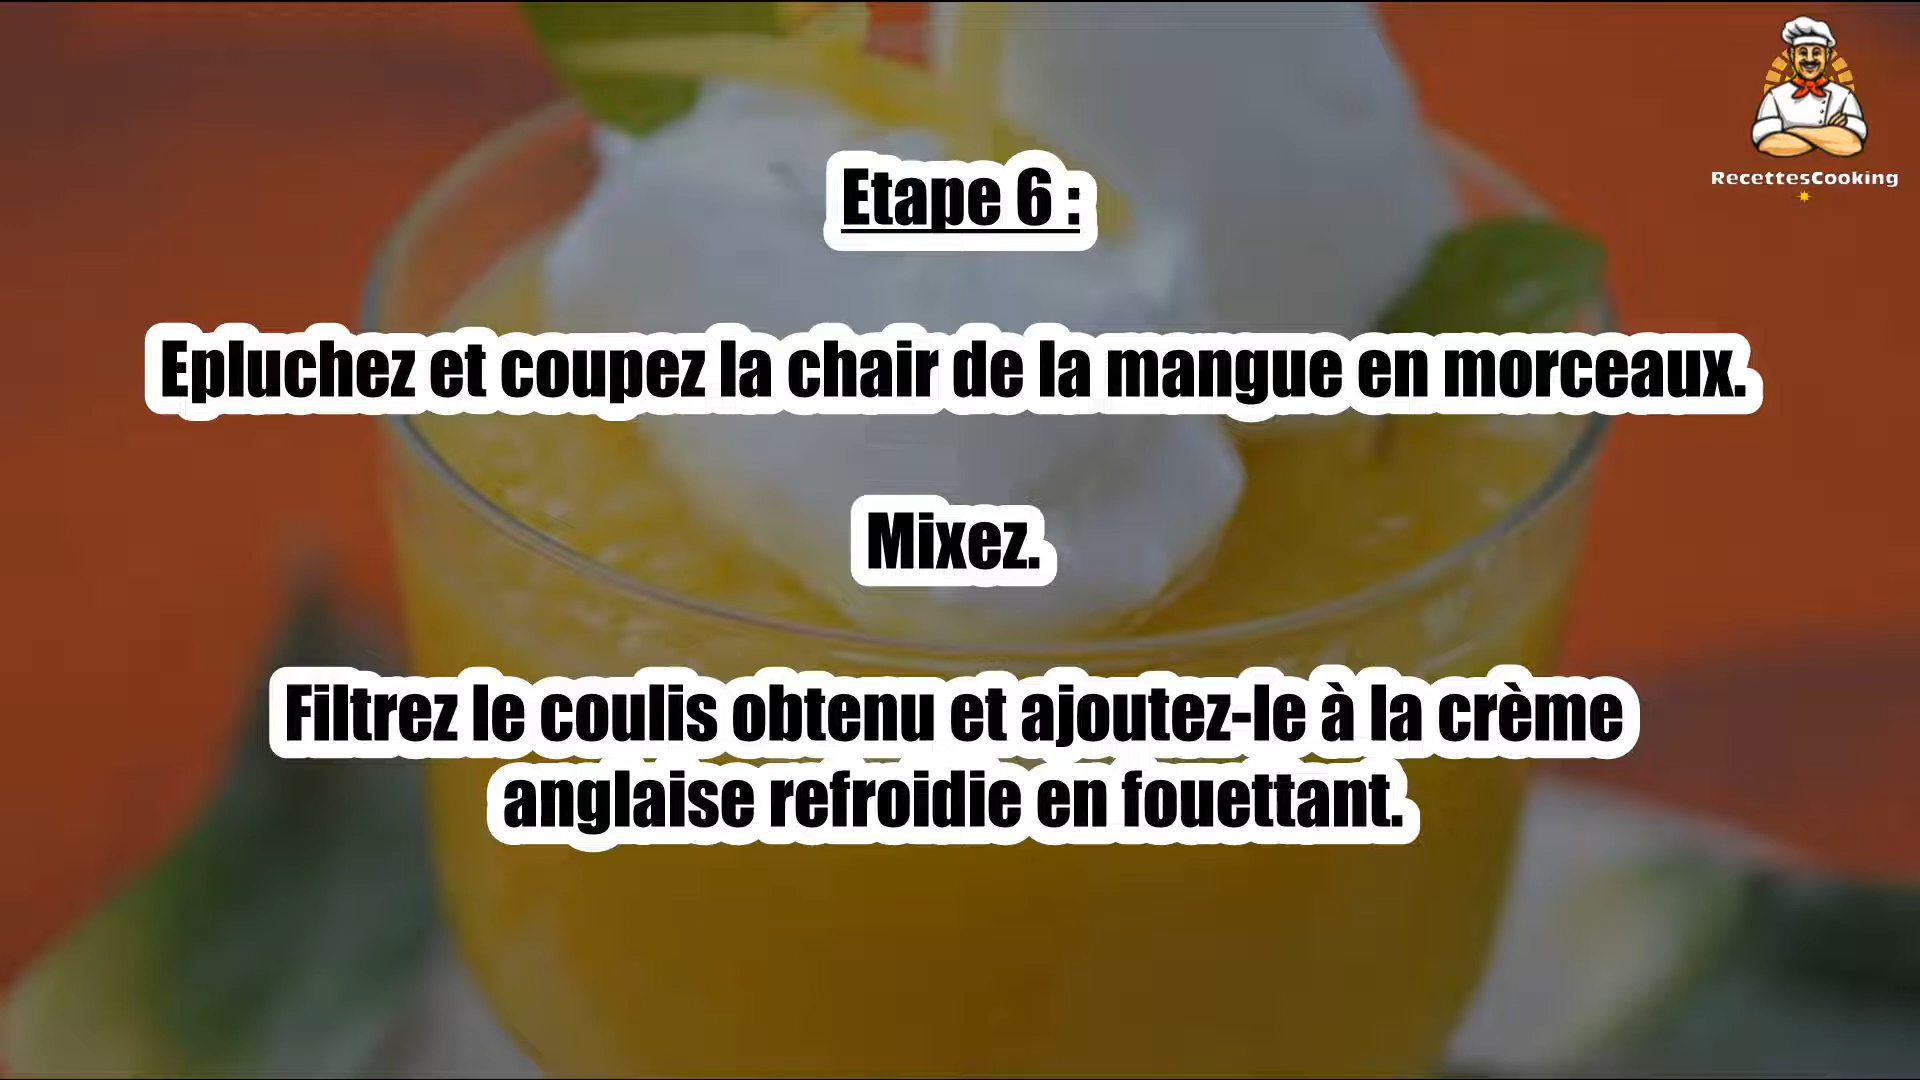 RecettesCooking
Etape 6 :
Epluchez et coupez la chair de la mangue en morceaux.
Mixez.
Filtrez le coulis obtenu et ajoutez-le à la crème
anglaise refroidie en fouettant.